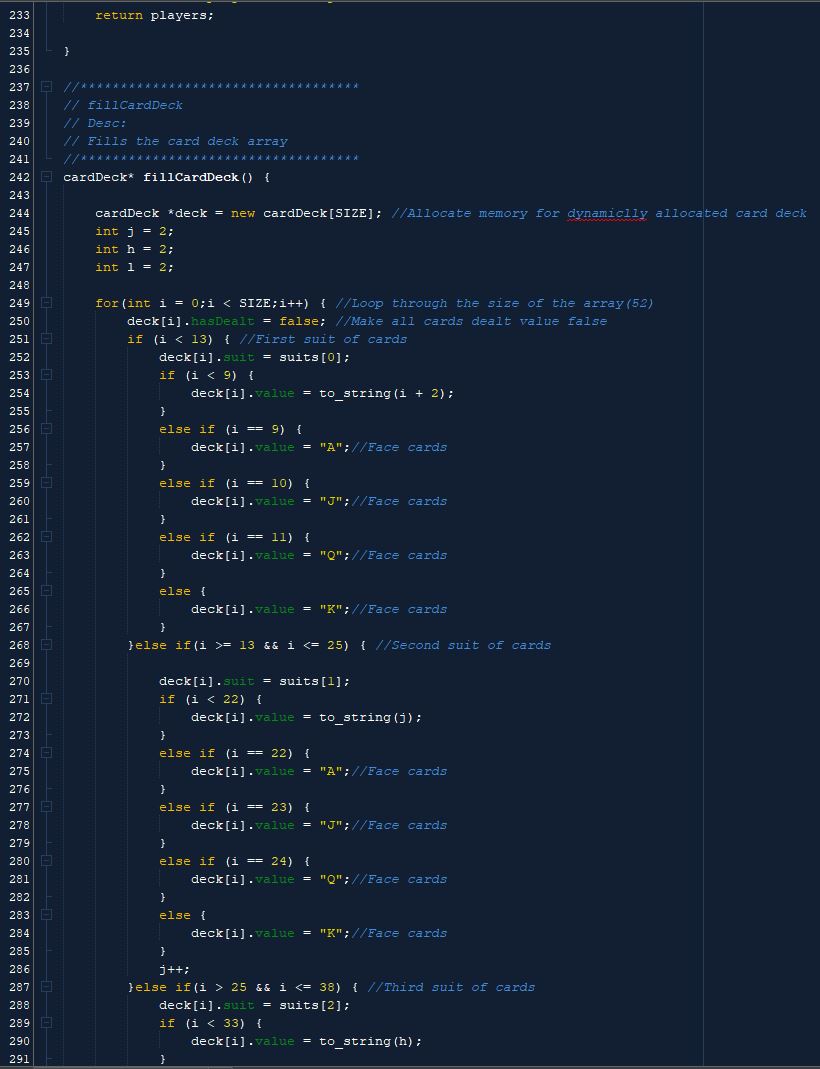 233 return players;
234
235 }
236
237 //***********************************
238 // fillCardDeck
239 // Desc:
240 // Fills the card deck array
241 //***********************************
242 cardDeck* fillCardDeck() {
243
244 cardDeck *deck = new cardDeck[SIZE]; //Allocate memory for dynamiclly allocated card deck
245 int j = 2;
246 int h = 2;
247 int l = 2;
248
249 for(int i = 0;i < SIZE;i++) { //Loop through the size of the array(52)
250 deck[i].hasDealt = false; //Make all cards dealt value false
251 if (i < 13) { //First suit of cards
252 deck[i].suit = suits[0];
253 if (i < 9) {
254 deck[i].value = to_string(i + 2);
255 }
256 else if (i == 9) {
257 deck[i].value = "A";//Face cards
258 }
259 else if (i == 10) {
260 deck[i].value = "J";//Face cards
261 }
262 else if (i == 11) {
263 deck[i].value = "Q";//Face cards
264 }
265 else {
266 deck[i].value = "K";//Face cards
267 }
268 }else if(i >= 13 && i <= 25) { //Second suit of cards
269
270 deck[i].suit = suits[1];
271 if (i < 22) {
272 deck[i].value = to_string(j);
273 }
274 else if (i == 22) {
275 deck[i].value = "A";//Face cards
276 }
277 else if (i == 23) {
278 deck[i].value = "J";//Face cards
279 }
280 else if (i == 24) {
281 deck[i].value = "Q";//Face cards
282 }
283 else {
284 deck[i].value = "K";//Face cards
285 }
286 j++;
287 }else if(i > 25 && i <= 38) { //Third suit of cards
288 deck[i].suit = suits[2];
289 if (i < 33) {
290 deck[i].value = to_string(h);
291 }